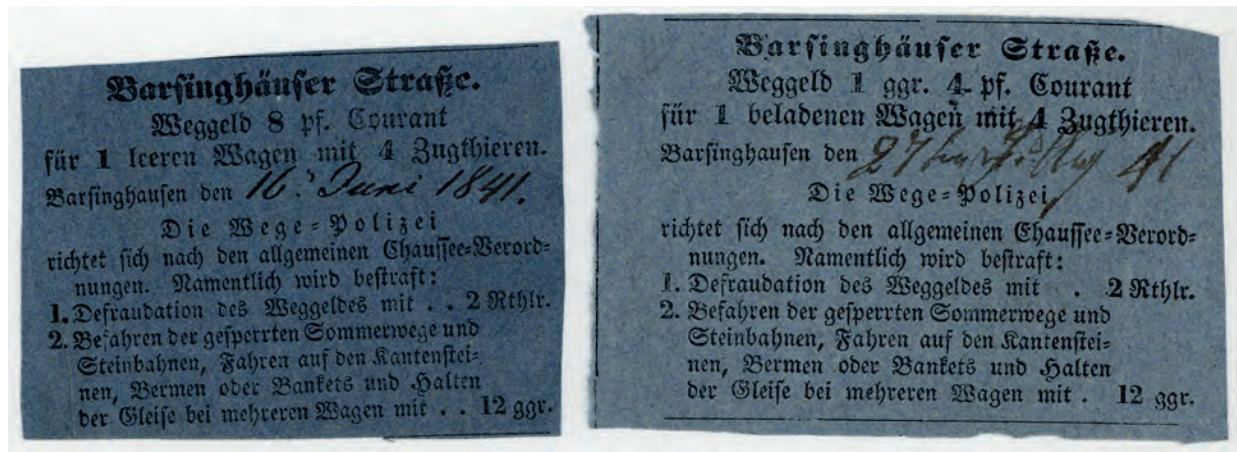 Barsinghäuser Straße.
Weggeld 8 pf. Courant
für 1 leeren Wagen mit 4 Zugthieren.
Barsinghausen den 16. Juni 1841.
Die Wege-Polizei
richtet sich nach den allgemeinen Chaussee-Verord-
nungen. Namentlich wird bestraft:
1. Defraudation des Weggeldes mit . . 2 Rthlr.
2. Befahren der gesperrten Sommerwege und
Steinbahnen, Fahren auf den Kantenstei-
nen, Bermen oder Bankets und Halten
der Gleise bei mehreren Wagen mit . . 12 ggr.
Barsinghäuser Straße.
Weggeld 1 ggr. 4 pf. Courant
für 1 beladenen Wagen mit 4 Zugthieren.
Barsinghausen den 27 41
Die Wege-Polizei
richtet sich nach den allgemeinen Chaussee-Verord-
nungen. Namentlich wird bestraft:
1. Defraudation des Weggeldes mit . . 2 Rthlr.
2. Befahren der gesperrten Sommerwege und
Steinbahnen, Fahren auf den Kantenstei-
nen, Bermen oder Bankets und Halten
der Gleise bei mehreren Wagen mit . 12 ggr.